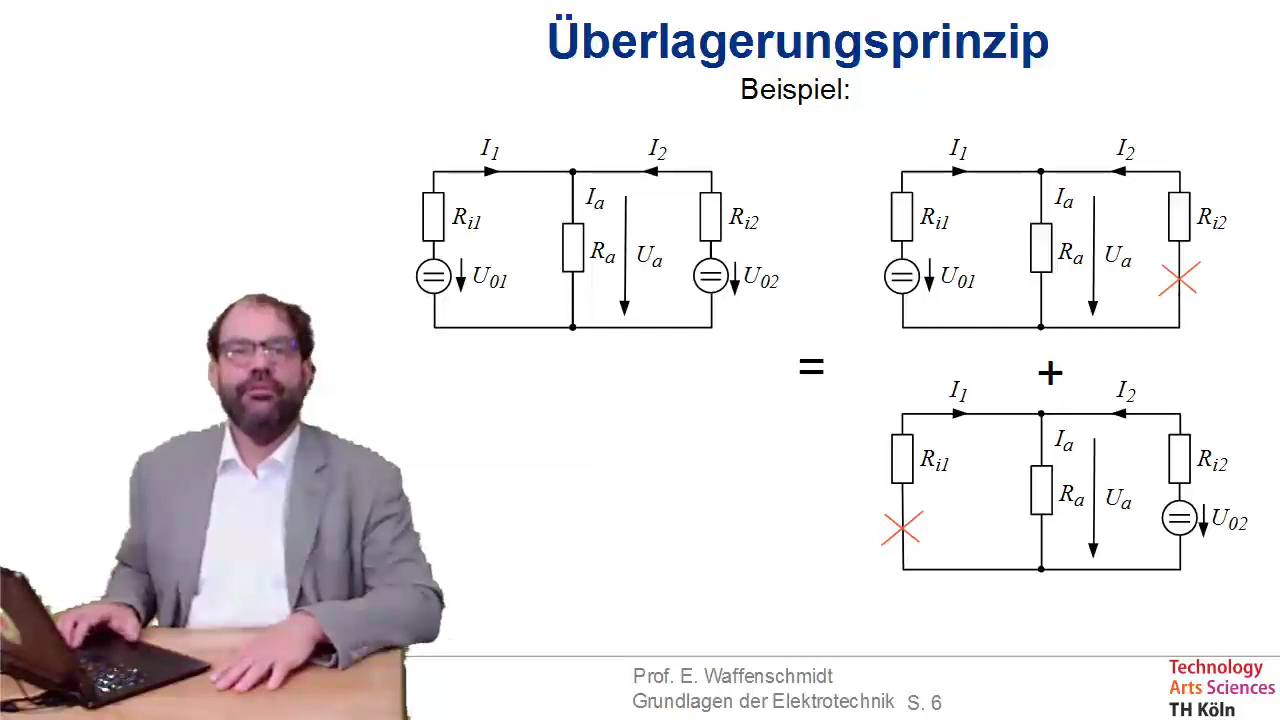 Überlagerungsprinzip
Beispiel:
I1 I2
Ri1 Ia Ri2
Ra Ua
U01 U02
I1 I2
Ri1 Ia Ri2
Ra Ua
U01
=
+
I1 I2
Ri1 Ia Ri2
Ra Ua
U02
Prof. E. Waffenschmidt
Grundlagen der Elektrotechnik S. 6
Technology
Arts Sciences
TH Köln